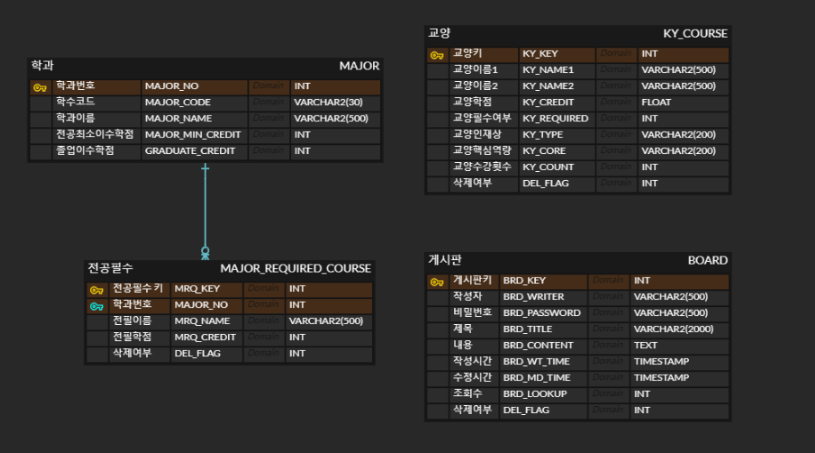 학과 MAJOR
학과번호 MAJOR_NO Domain INT
학수코드 MAJOR_CODE Domain VARCHAR2(30)
학과이름 MAJOR_NAME Domain VARCHAR2(500)
전공최소이수학점 MAJOR_MIN_CREDIT Domain INT
졸업이수학점 GRADUATE_CREDIT Domain INT
교양 KY_COURSE
교양키 KY_KEY Domain INT
교양이름1 KY_NAME1 Domain VARCHAR2(500)
교양이름2 KY_NAME2 Domain VARCHAR2(500)
교양학점 KY_CREDIT Domain FLOAT
교양필수여부 KY_REQUIRED Domain INT
교양인재상 KY_TYPE Domain VARCHAR2(200)
교양핵심역량 KY_CORE Domain VARCHAR2(200)
교양수강횟수 KY_COUNT Domain INT
삭제여부 DEL_FLAG Domain INT
전공필수 MAJOR_REQUIRED_COURSE
전공필수 키 MRQ_KEY Domain INT
학과번호 MAJOR_NO Domain INT
전필이름 MRQ_NAME Domain VARCHAR2(500)
전필학점 MRQ_CREDIT Domain INT
삭제여부 DEL_FLAG Domain INT
게시판 BOARD
게시판키 BRD_KEY Domain INT
작성자 BRD_WRITER Domain VARCHAR2(500)
비밀번호 BRD_PASSWORD Domain VARCHAR2(500)
제목 BRD_TITLE Domain VARCHAR2(2000)
내용 BRD_CONTENT Domain TEXT
작성시간 BRD_WT_TIME Domain TIMESTAMP
수정시간 BRD_MD_TIME Domain TIMESTAMP
조회수 BRD_LOOKUP Domain INT
삭제여부 DEL_FLAG Domain INT